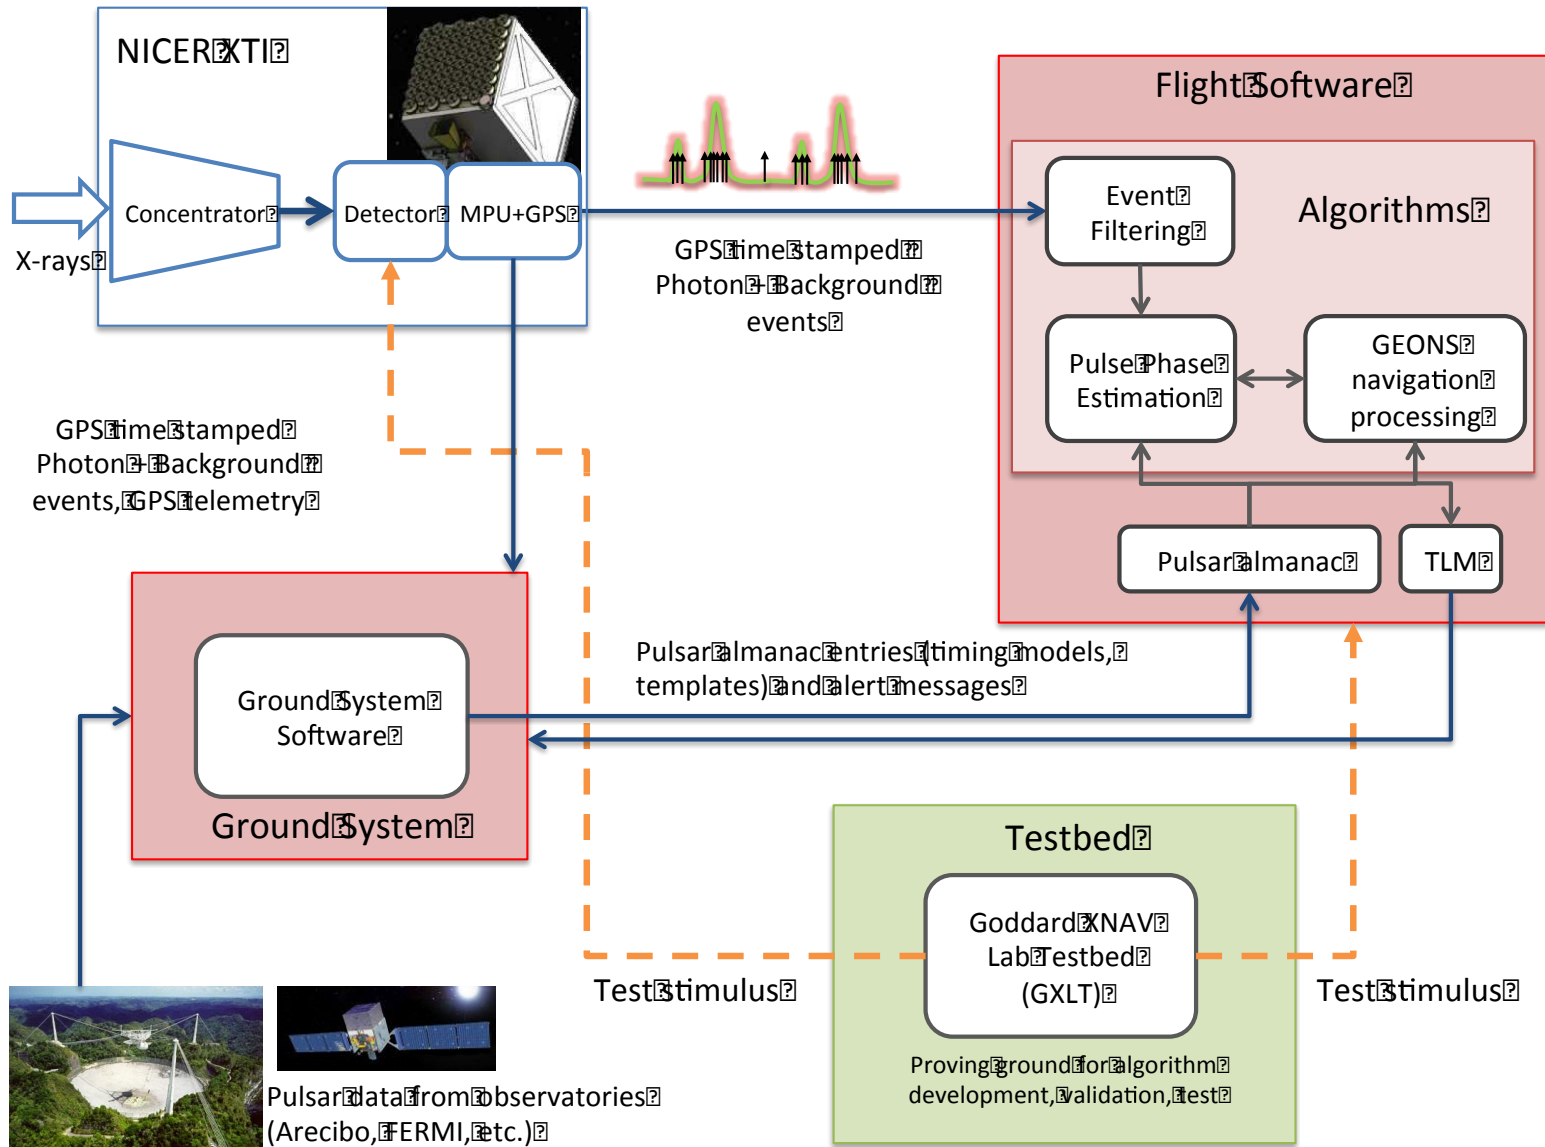 NICER XTI
X-rays
Concentrator
Detector
MPU+GPS
GPS time stamped
Photon + Background
events
Flight Software
Algorithms
Event
Filtering
Pulse Phase
Estimation
GEONS
navigation
processing
Pulsar almanac
TLM
GPS time stamped
Photon + Background
events, GPS telemetry
Pulsar almanac entries (timing models,
templates) and alert messages
Ground System
Software
Ground System
Testbed
Goddard XNAV
Lab Testbed
(GXLT)
Test stimulus
Test stimulus
Proving ground for algorithm
development, validation, test
Pulsar data from observatories
(Arecibo, FERMI, etc.)